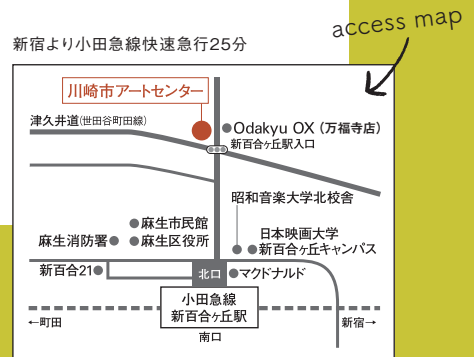 access map
新宿より小田急線快速急行25分
川崎市アートセンター
津久井道(世田谷町田線)
Odakyu OX (万福寺店)
新百合ヶ丘駅入口
昭和音楽大学北校舎
麻生市民館
日本映画大学
麻生消防署
麻生区役所
新百合ヶ丘キャンパス
新百合21
北口
マクドナルド
小田急線
新百合ヶ丘駅
←町田
新宿→
南口